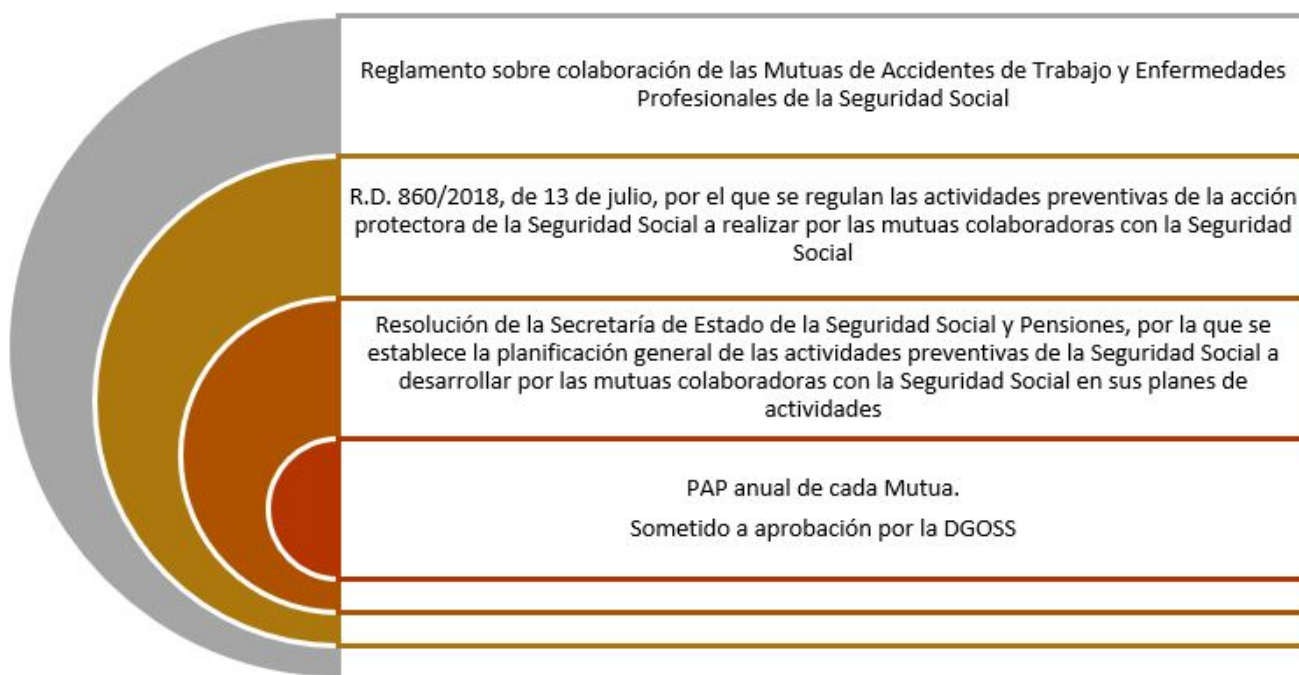 Reglamento sobre colaboración de las Mutuas de Accidentes de Trabajo y Enfermedades
Profesionales de la Seguridad Social
R.D. 860/2018, de 13 de julio, por el que se regulan las actividades preventivas de la acción
protectora de la Seguridad Social a realizar por las mutuas colaboradoras con la Seguridad
Social
Resolución de la Secretaría de Estado de la Seguridad Social y Pensiones, por la que se
establece la planificación general de las actividades preventivas de la Seguridad Social a
desarrollar por las mutuas colaboradoras con la Seguridad Social en sus planes de
actividades
PAP anual de cada Mutua.
Sometido a aprobación por la DGOSS